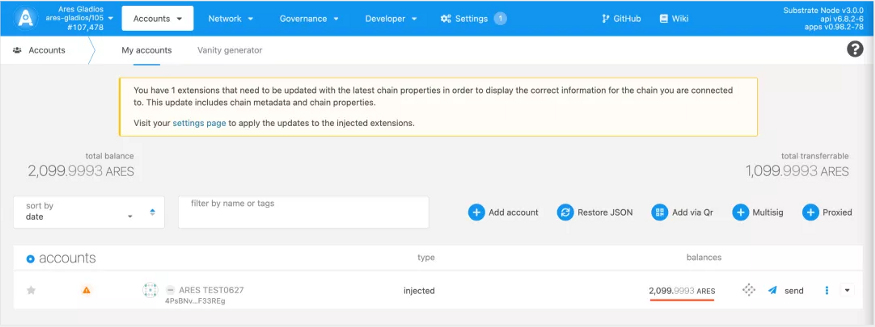 Ares Gladios
ares-gladios/105
#107,478
Accounts
Network
Governance
Developer
Settings 1
GitHub
Wiki
Substrate Node v3.0.0
api v6.8.2-6
apps v0.98.2-78
Accounts
My accounts
Vanity generator
?
You have 1 extensions that need to be updated with the latest chain properties in order to display the correct information for the chain you are connected
to. This update includes chain metadata and chain properties.
Visit your settings page to apply the updates to the injected extensions.
total balance
2,099.9993 ARES
total transferrable
1,099.9993 ARES
sort by
date
filter by name or tags
Add account
Restore JSON
Add via Qr
Multisig
Proxied
accounts
type
balances
ARES TEST0627
4PsBNv...F33REg
injected
2,099.9993 ARES
send